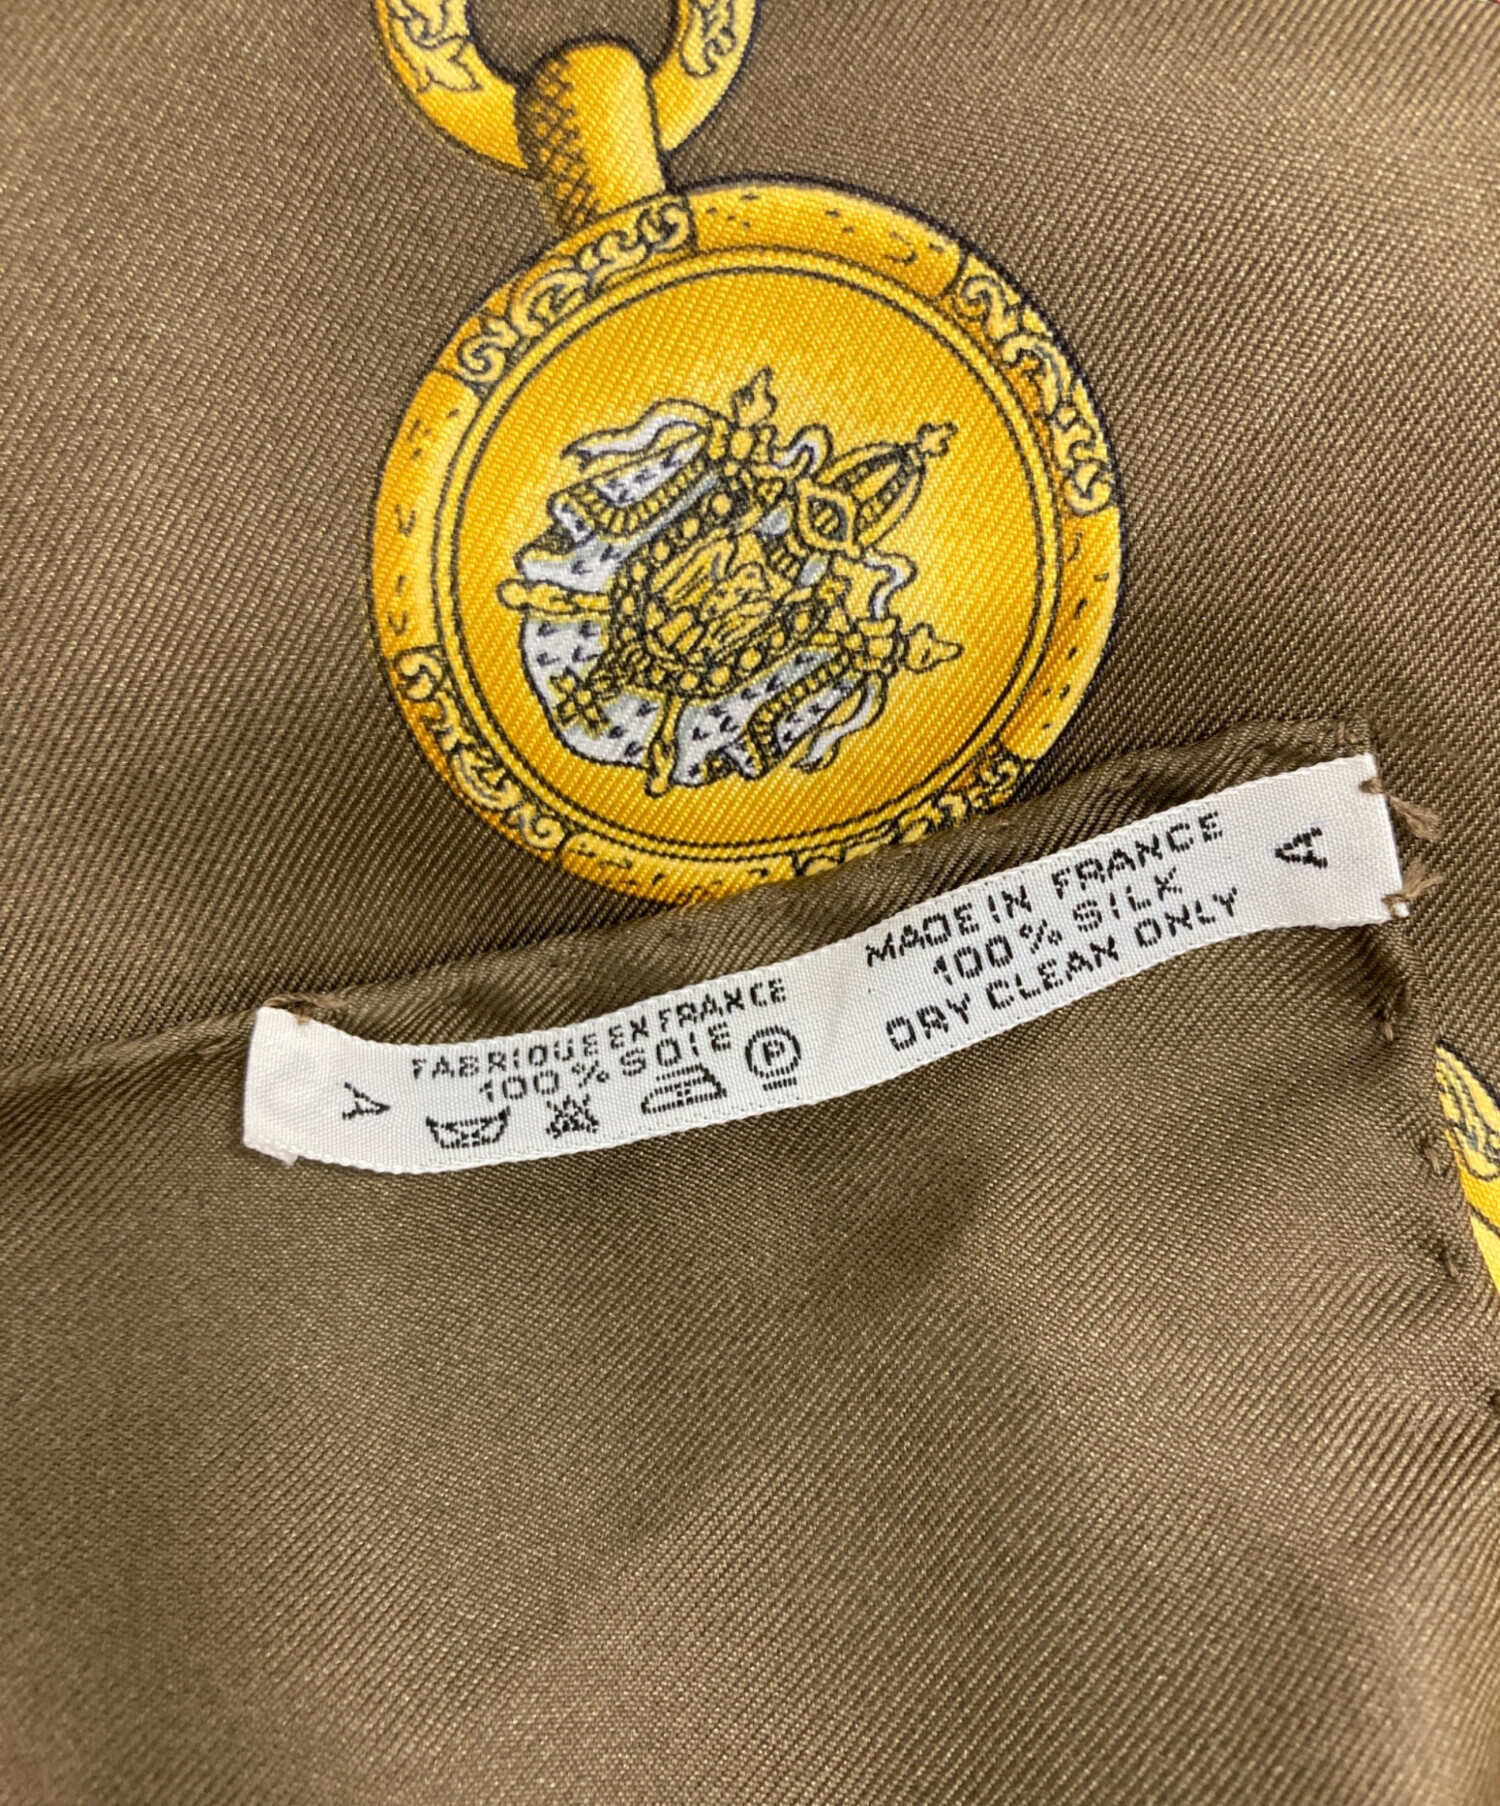 A
FABRIQUE EN FRANCE
100% SOIE
P
MADE IN FRANCE
100% SILK
DRY CLEAN ONLY
A